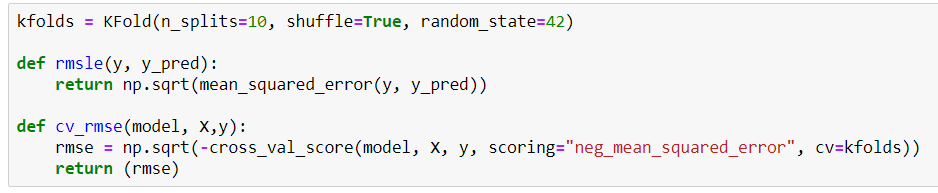 kfolds = KFold(n_splits=10, shuffle=True, random_state=42)
def rmsle(y, y_pred):
    return np.sqrt(mean_squared_error(y, y_pred))
def cv_rmse(model, X,y):
    rmse = np.sqrt(-cross_val_score(model, X, y, scoring="neg_mean_squared_error", cv=kfolds))
    return (rmse)